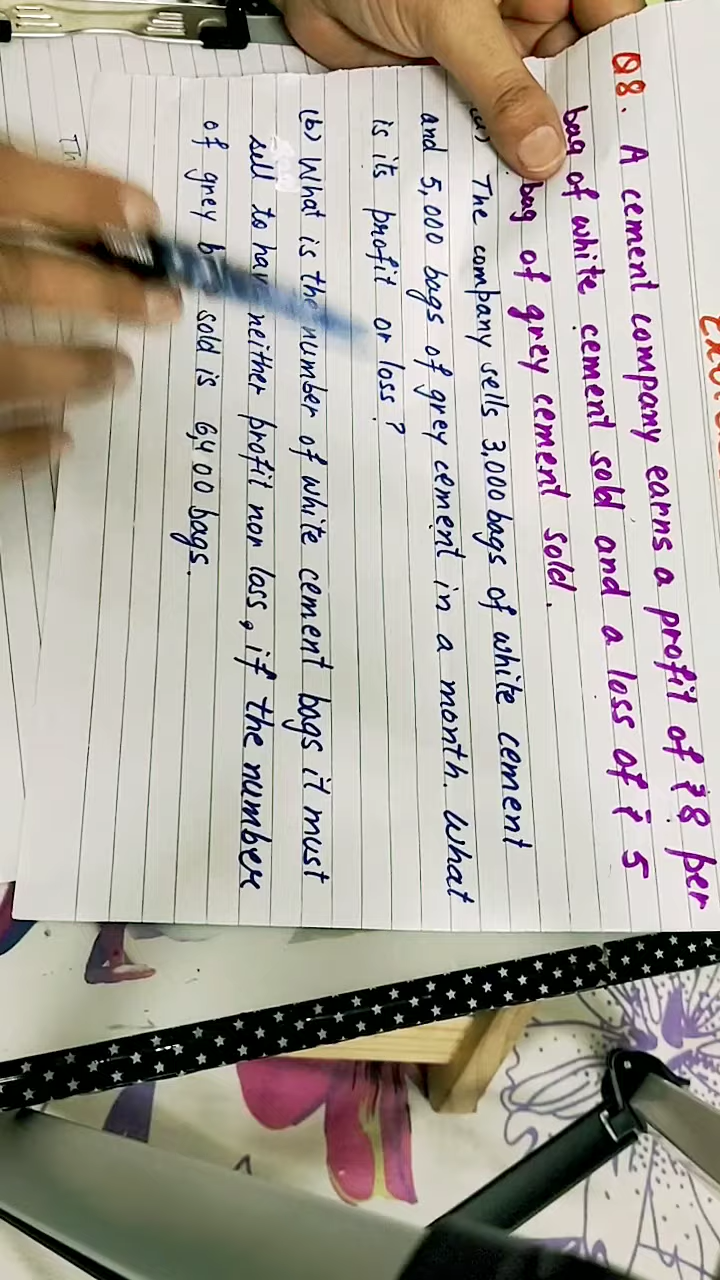 Q8. A cement company earns a profit of ₹8 per
bag of white cement sold and a loss of ₹ 5
bag of grey cement sold.
The company sells 3,000 bags of white cement
and 5,000 bags of grey cement in a month. What
is its profit or loss?
(b) What is the number of white cement bags it must
sell to have neither profit nor loss, if the number
of grey b sold is 6,400 bags.
Th